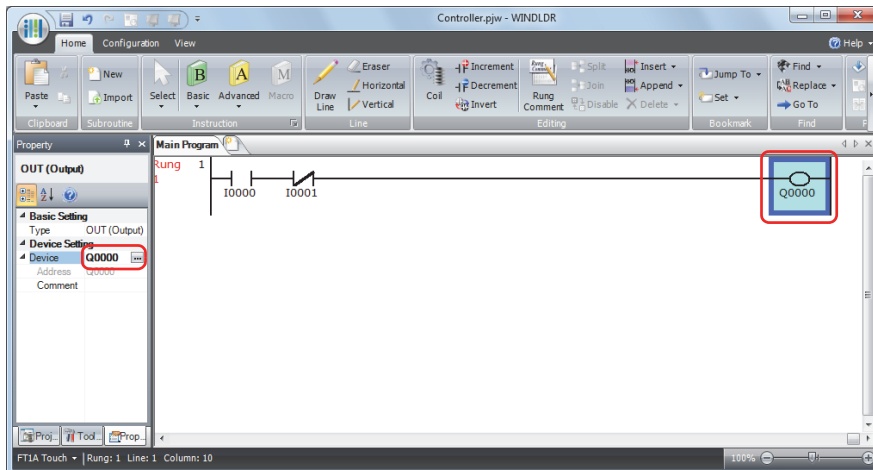 Controller.pjw - WINDLDR
Home Configuration View Help
Paste New Import Select Basic Advanced Macro Draw Line Eraser Horizontal Vertical Coil Increment Decrement Invert Rung Comment Split Join Disable Insert Append Delete Jump To Set Find Replace Go To
B A M
Clipboard Subroutine Instruction Line Editing Bookmark Find F
Property
OUT (Output)
Basic Setting
Type OUT (Output)
Device Setting
Device Q0000 ...
Address Q0000
Comment
Main Program
Rung 1
1
I0000 I0001 Q0000
Proj... Tool... Prop...
FT1A Touch Rung: 1 Line: 1 Column: 10 100%